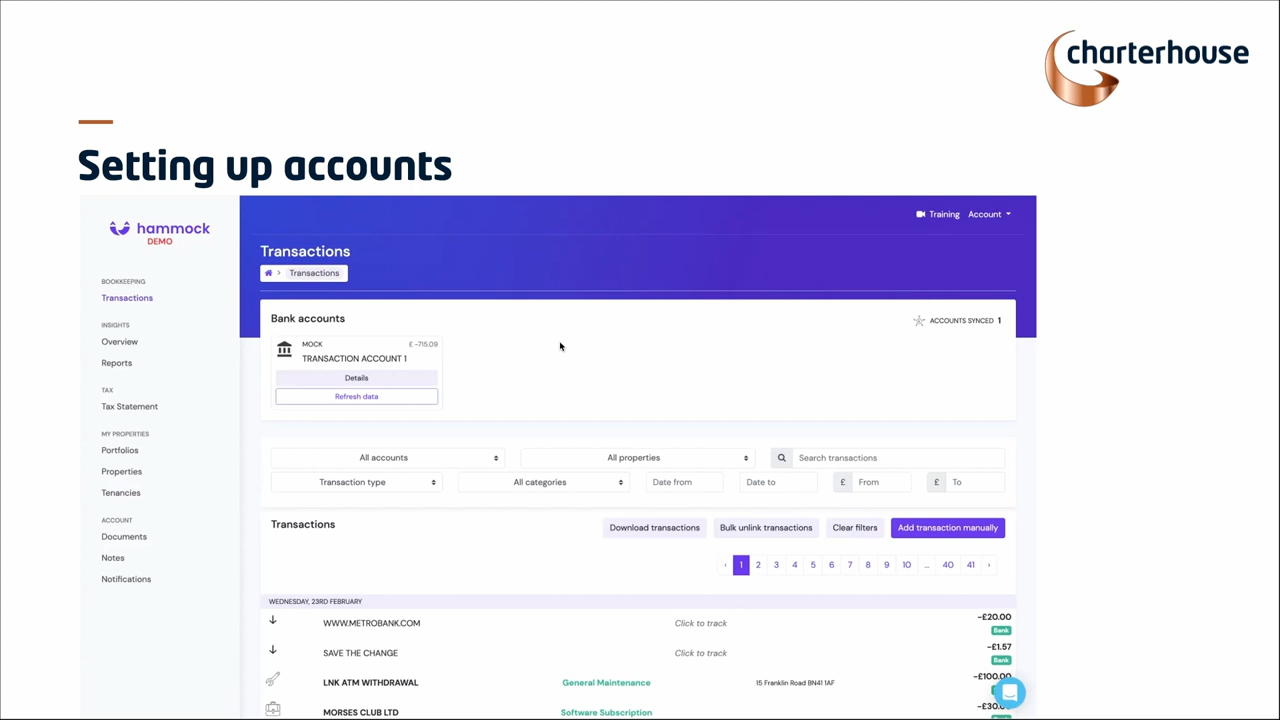 charterhouse
Setting up accounts
hammock
DEMO
BOOKKEEPING
Transactions
INSIGHTS
Overview
Reports
TAX
Tax Statement
MY PROPERTIES
Portfolios
Properties
Tenancies
ACCOUNT
Documents
Notes
Notifications
Training Account
Transactions
> Transactions
Bank accounts
ACCOUNTS SYNCED 1
MOCK £ -715.09
TRANSACTION ACCOUNT 1
Details
Refresh data
All accounts All properties Search transactions
Transaction type All categories Date from Date to £ From £ To
Transactions Download transactions Bulk unlink transactions Clear filters Add transaction manually
‹ 1 2 3 4 5 6 7 8 9 10 ... 40 41 ›
WEDNESDAY, 23RD FEBRUARY
WWW.METROBANK.COM Click to track -£20.00
Bank
SAVE THE CHANGE Click to track -£1.57
Bank
LNK ATM WITHDRAWAL General Maintenance 15 Franklin Road BN41 1AF -£100.00
MORSES CLUB LTD Software Subscription